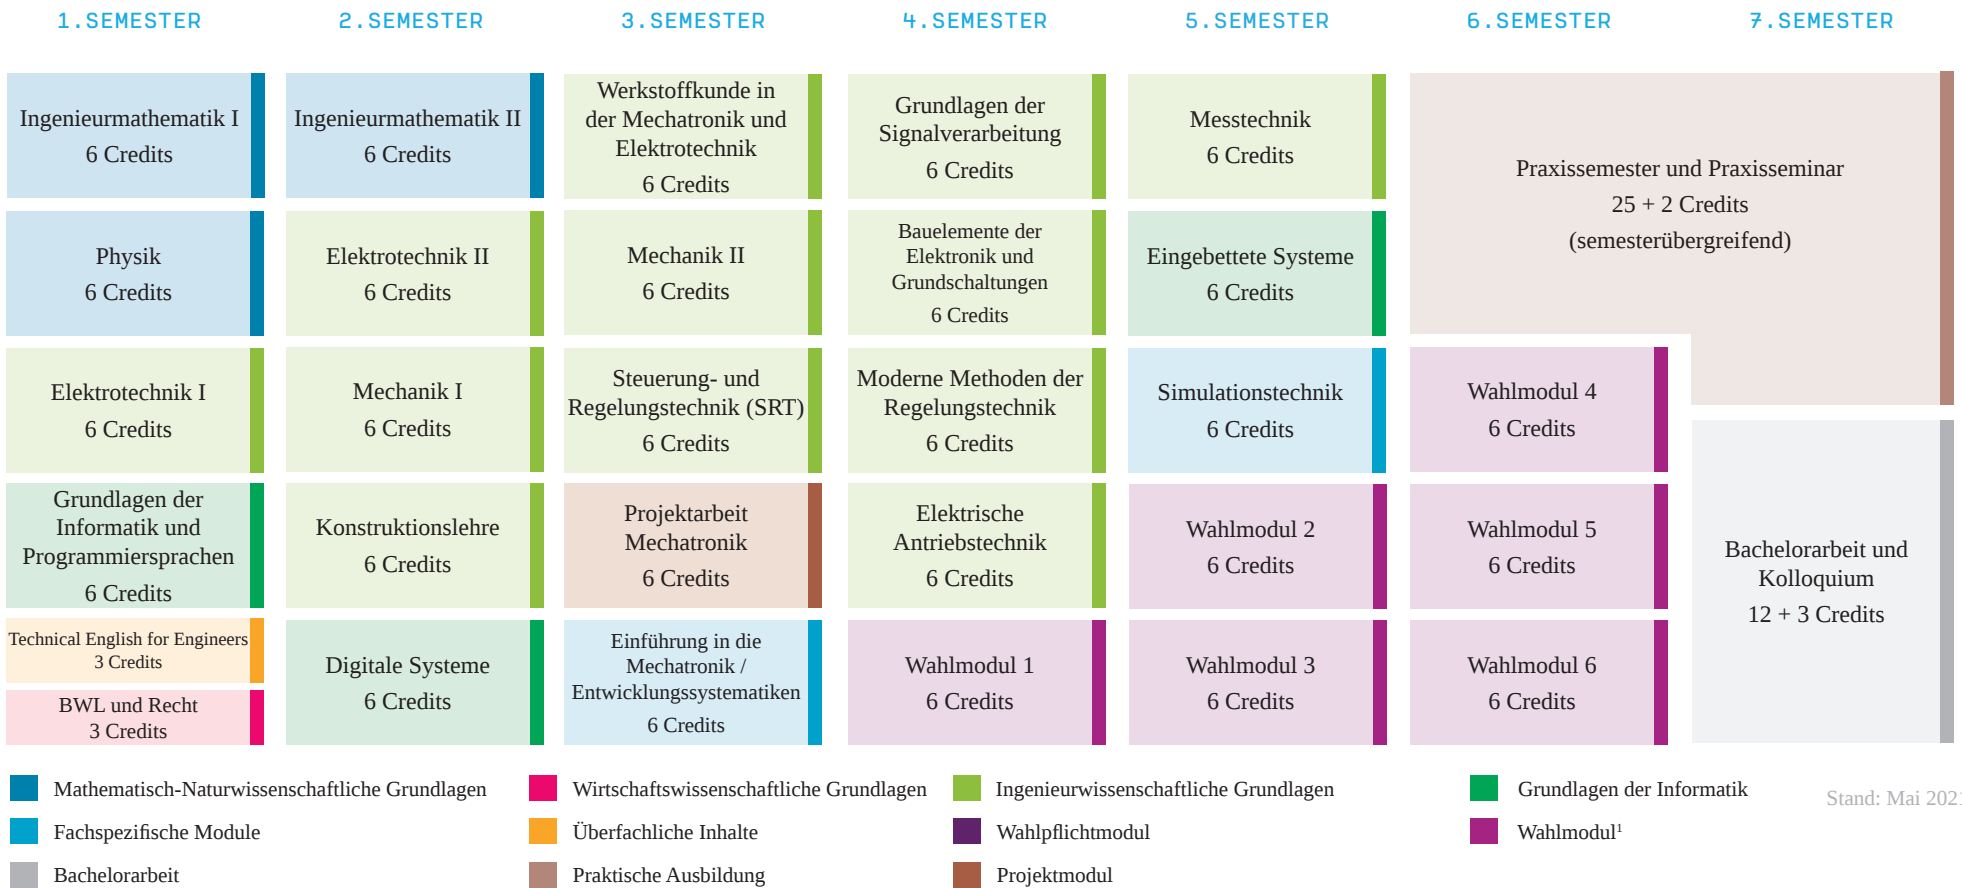 1.SEMESTER
2.SEMESTER
3.SEMESTER
4.SEMESTER
5.SEMESTER
6.SEMESTER
7.SEMESTER
Ingenieurmathematik I
6 Credits
Physik
6 Credits
Elektrotechnik I
6 Credits
Grundlagen der
Informatik und
Programmiersprachen
6 Credits
Technical English for Engineers
3 Credits
BWL und Recht
3 Credits
Ingenieurmathematik II
6 Credits
Elektrotechnik II
6 Credits
Mechanik I
6 Credits
Konstruktionslehre
6 Credits
Digitale Systeme
6 Credits
Werkstoffkunde in
der Mechatronik und
Elektrotechnik
6 Credits
Mechanik II
6 Credits
Steuerung- und
Regelungstechnik (SRT)
6 Credits
Projektarbeit
Mechatronik
6 Credits
Einführung in die
Mechatronik /
Entwicklungssystematiken
6 Credits
Grundlagen der
Signalverarbeitung
6 Credits
Bauelemente der
Elektronik und
Grundschaltungen
6 Credits
Moderne Methoden der
Regelungstechnik
6 Credits
Elektrische
Antriebstechnik
6 Credits
Wahlmodul 1
6 Credits
Messtechnik
6 Credits
Eingebettete Systeme
6 Credits
Simulationstechnik
6 Credits
Wahlmodul 2
6 Credits
Wahlmodul 3
6 Credits
Praxissemester und Praxisseminar
25 + 2 Credits
(semesterübergreifend)
Wahlmodul 4
6 Credits
Wahlmodul 5
6 Credits
Wahlmodul 6
6 Credits
Bachelorarbeit und
Kolloquium
12 + 3 Credits
Mathematisch-Naturwissenschaftliche Grundlagen
Wirtschaftswissenschaftliche Grundlagen
Ingenieurwissenschaftliche Grundlagen
Grundlagen der Informatik
Stand: Mai 2021
Fachspezifische Module
Überfachliche Inhalte
Wahlpflichtmodul
Wahlmodul¹
Bachelorarbeit
Praktische Ausbildung
Projektmodul